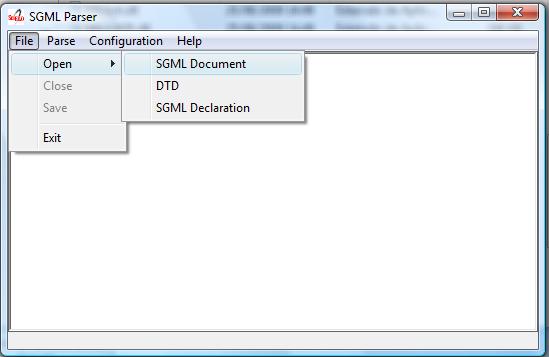 SGML Parser
File Parse Configuration Help
Open SGML Document
Close DTD
Save SGML Declaration
Exit